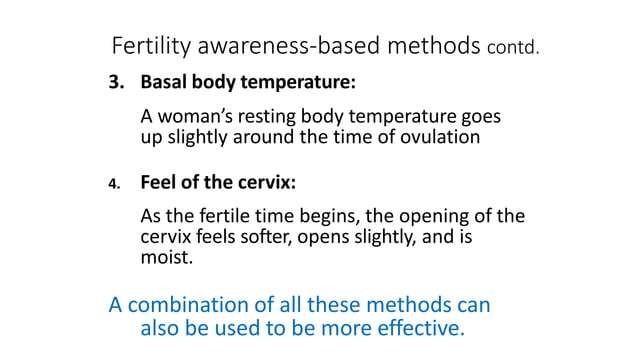 Fertility awareness-based methods contd.
3. Basal body temperature:
A woman’s resting body temperature goes
up slightly around the time of ovulation
4. Feel of the cervix:
As the fertile time begins, the opening of the
cervix feels softer, opens slightly, and is
moist.
A combination of all these methods can
also be used to be more effective.